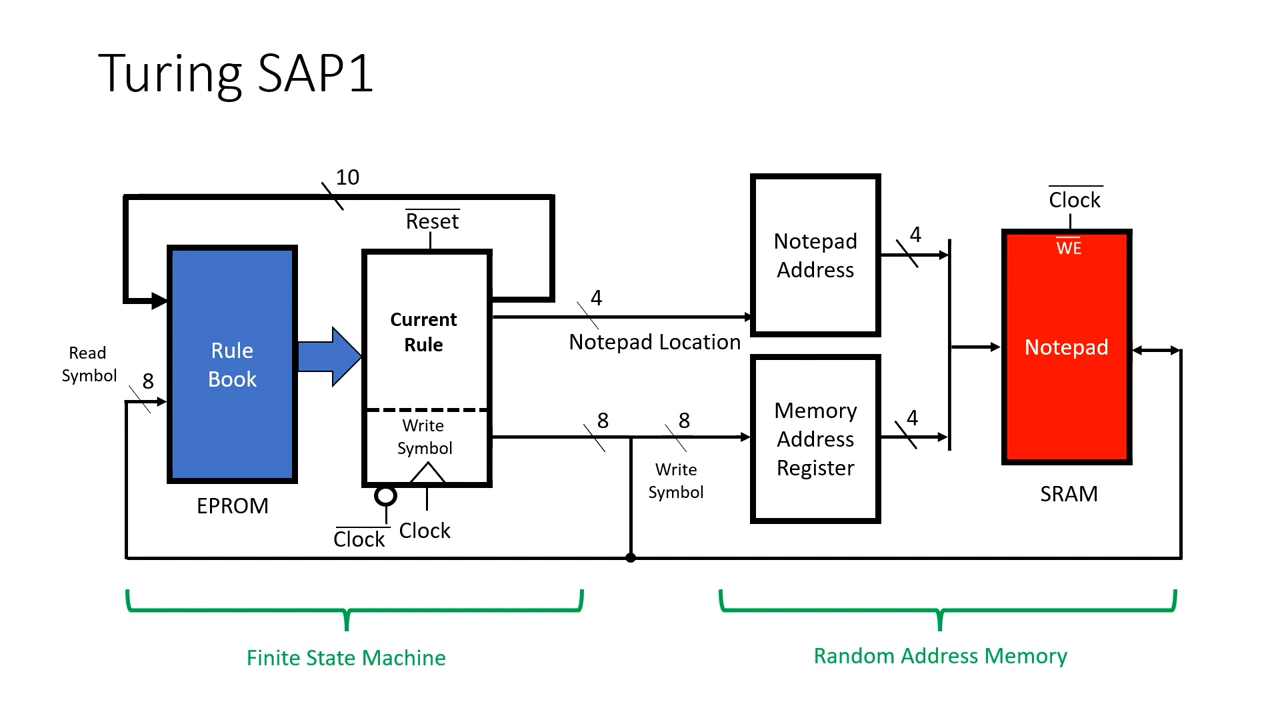 Turing SAP1
10
Reset
Clock
WE
Notepad
Address
4
4
Notepad Location
Current
Rule
Rule
Book
Read
Symbol
8
Notepad
Write
Symbol
8
8
Write
Symbol
Memory
Address
Register
4
EPROM
Clock
Clock
SRAM
Finite State Machine
Random Address Memory